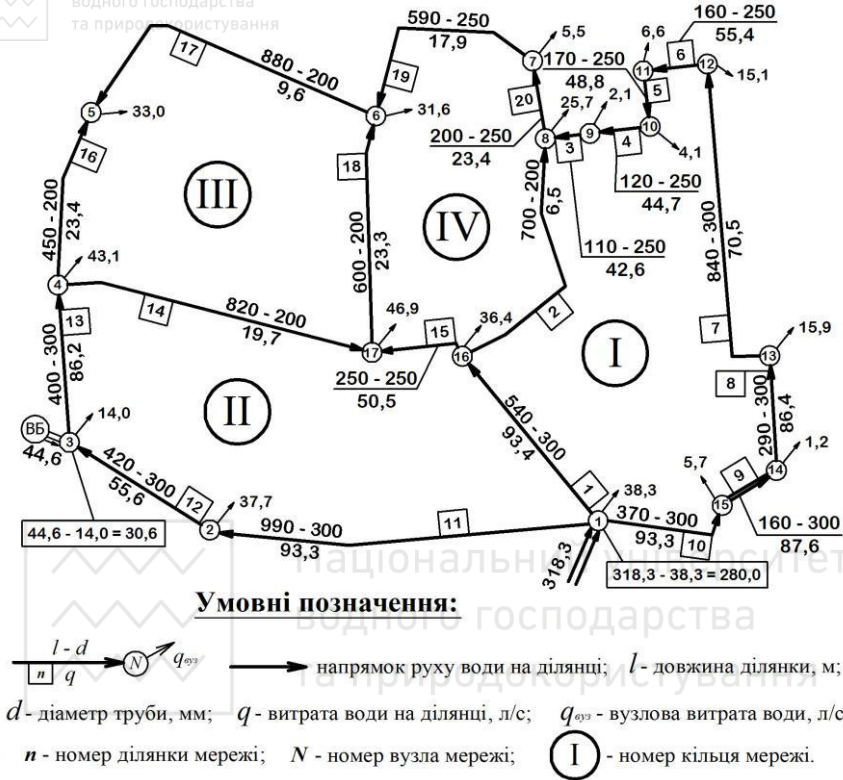 водного господарства
та природокористування
590 - 250
17,9
5,5
6,6
160 - 250
55,4
17
880 - 200
9,6
19
7
170 - 250
48,8
11
6
12
15,1
5
33,0
6
31,6
20
25,7
2,1
5
16
18
200 - 250
23,4
8
3
9
4
10
4,1
III
IV
700 - 200
6,5
120 - 250
44,7
450 - 200
23,4
600 - 200
23,3
110 - 250
42,6
840 - 300
70,5
43,1
4
13
14
820 - 200
19,7
46,9
15
36,4
2
I
7
15,9
17
16
13
400 - 300
86,2
250 - 250
50,5
8
II
290 - 300
86,4
14,0
540 - 300
93,4
1,2
ВБ
44,6
3
420 - 300
55,6
5,7
9
14
12
37,7
1
38,3
15
160 - 300
87,6
44,6 - 14,0 = 30,6
2
990 - 300
93,3
11
1
370 - 300
93,3
10
318,3
318,3 - 38,3 = 280,0
національний університет
Умовні позначення:
водного господарства
та природокористування
l - d
n
q
N
qвуз
напрямок руху води на ділянці; l - довжина ділянки, м;
d - діаметр труби, мм; q - витрата води на ділянці, л/с; qвуз - вузлова витрата води, л/с
n - номер ділянки мережі; N - номер вузла мережі; I - номер кільця мережі.